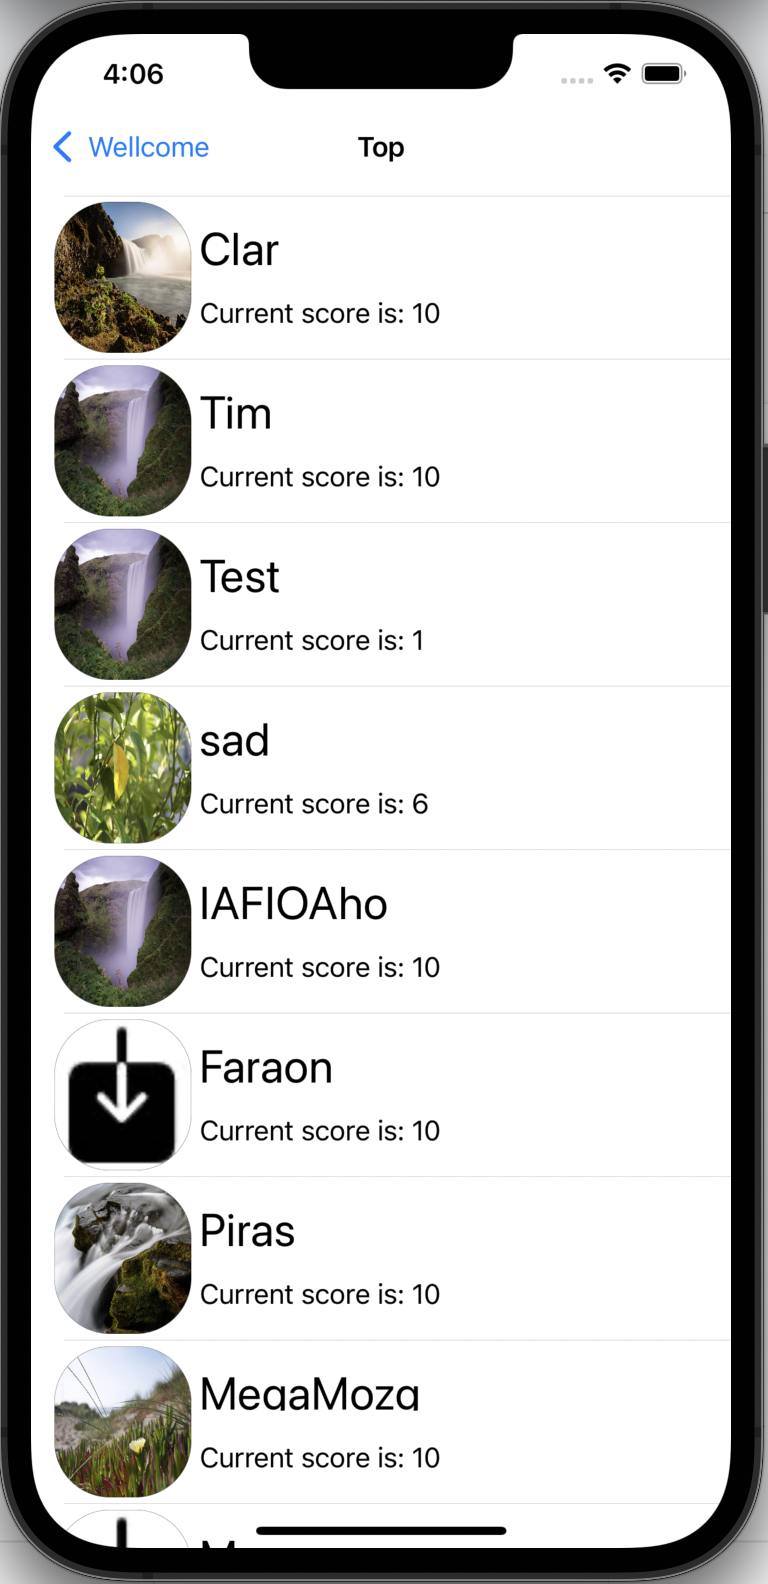 4:06
Wellcome
Top
Clar
Current score is: 10
Tim
Current score is: 10
Test
Current score is: 1
sad
Current score is: 6
IAFIOAho
Current score is: 10
Faraon
Current score is: 10
Piras
Current score is: 10
MegaMozg
Current score is: 10